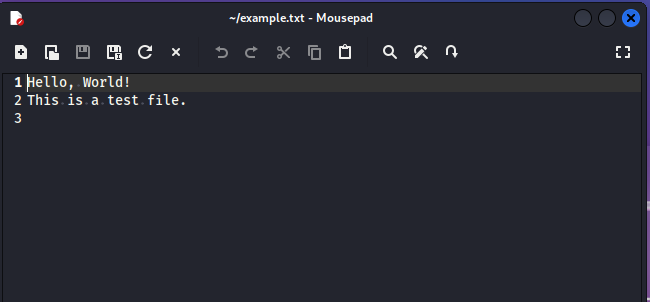 ~/example.txt - Mousepad
1 Hello, World!
2 This is a test file.
3